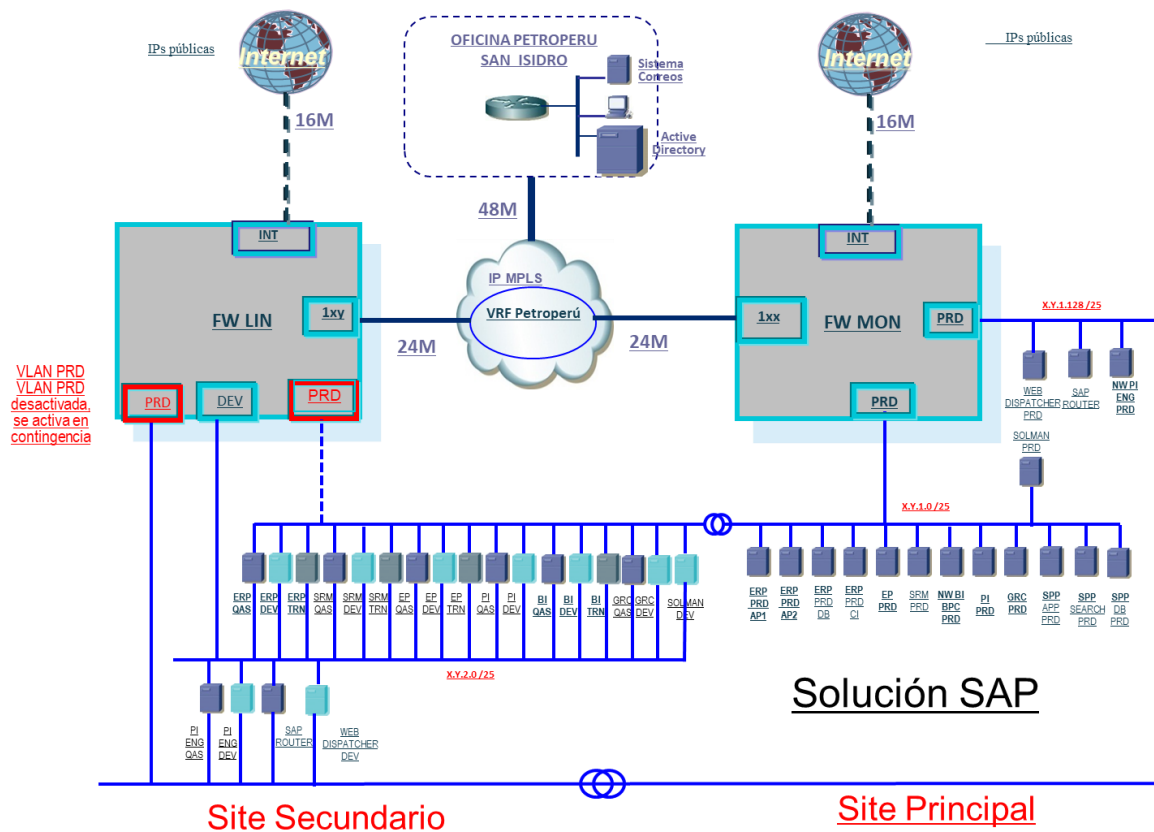 IPs públicas
Internet
OFICINA PETROPERU
SAN ISIDRO
Sistema
Correos
Active
Directory
Internet
IPs públicas
16M
48M
16M
INT
FW LIN
1xy
24M
IP MPLS
VRF Petroperú
24M
INT
1xx
FW MON
PRD
PRD
X.Y.1.128 /25
VLAN PRD
VLAN PRD
desactivada,
se activa en
contingencia
PRD
DEV
PRD
WEB
DISPATCHER
PRD
SAP
ROUTER
NW PI
ENG
PRD
SOLMAN
PRD
X.Y.1.0 /25
ERP
QAS
ERP
DEV
ERP
TRN
SRM
QAS
SRM
DEV
SRM
TRN
EP
QAS
EP
DEV
EP
TRN
PI
QAS
PI
DEV
BI
QAS
BI
DEV
BI
TRN
GRC
QAS
GRC
DEV
SOLMAN
DEV
ERP
PRD
AP1
ERP
PRD
AP2
ERP
PRD
DB
ERP
PRD
CI
EP
PRD
SRM
PRD
NW BI
BPC
PRD
PI
PRD
GRC
PRD
SPP
APP
PRD
SPP
SEARCH
PRD
SPP
DB
PRD
X.Y.2.0 /25
PI
ENG
QAS
PI
ENG
DEV
SAP
ROUTER
WEB
DISPATCHER
DEV
Solución SAP
Site Secundario
Site Principal